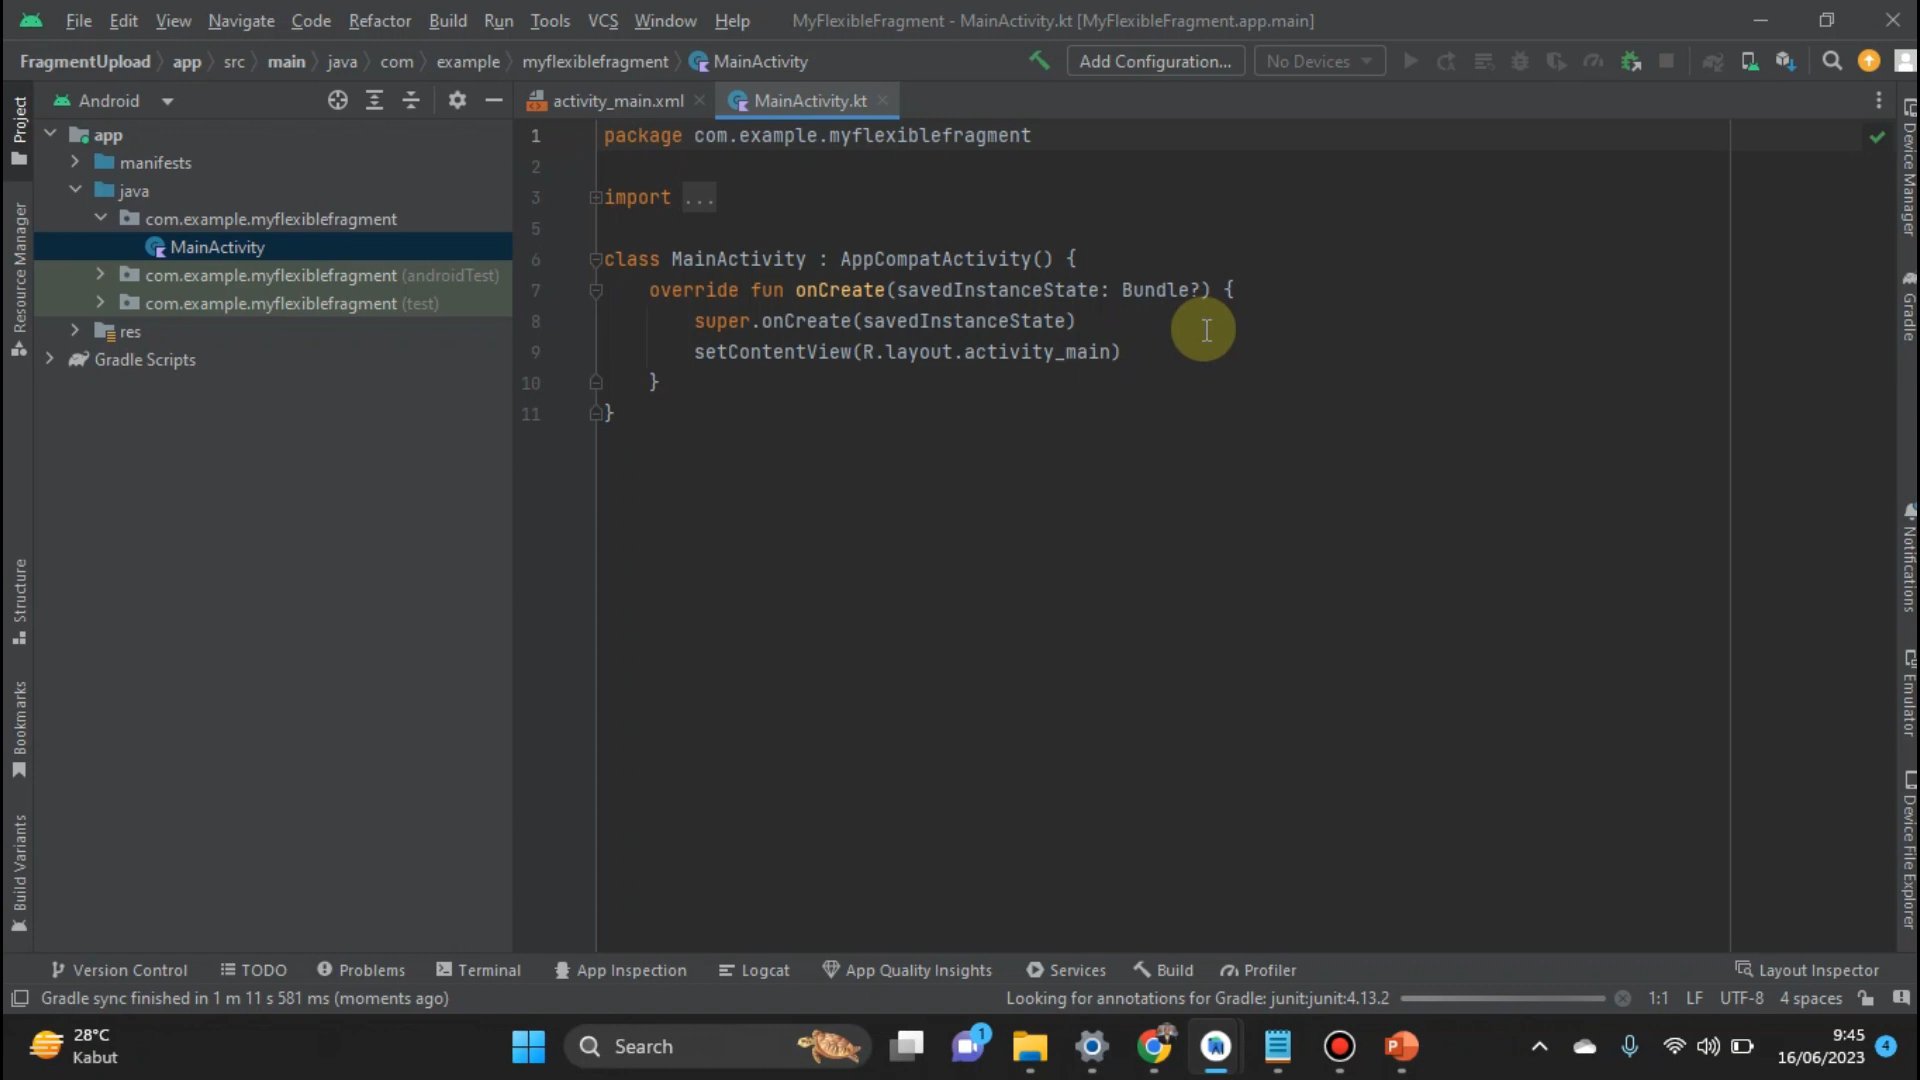 File Edit View Navigate Code Refactor Build Run Tools VCS Window Help MyFlexibleFragment - MainActivity.kt [MyFlexibleFragment.app.main]
FragmentUpload app src main java com example myflexiblefragment MainActivity Add Configuration... No Devices
Android activity_main.xml MainActivity.kt
Project
Resource Manager
Structure
Bookmarks
Build Variants
app
manifests
java
com.example.myflexiblefragment
MainActivity
com.example.myflexiblefragment (androidTest)
com.example.myflexiblefragment (test)
res
Gradle Scripts
1 package com.example.myflexiblefragment
2
3 import ...
5
6 class MainActivity : AppCompatActivity() {
7 override fun onCreate(savedInstanceState: Bundle?) {
8 super.onCreate(savedInstanceState)
9 setContentView(R.layout.activity_main)
10 }
11 }
Device Manager
Gradle
Notifications
Emulator
Device File Explorer
Version Control TODO Problems Terminal App Inspection Logcat App Quality Insights Services Build Profiler Layout Inspector
Gradle sync finished in 1 m 11 s 581 ms (moments ago) Looking for annotations for Gradle: junit:junit:4.13.2 1:1 LF UTF-8 4 spaces
28°C
Kabut
Search
1
9:45
16/06/2023
4